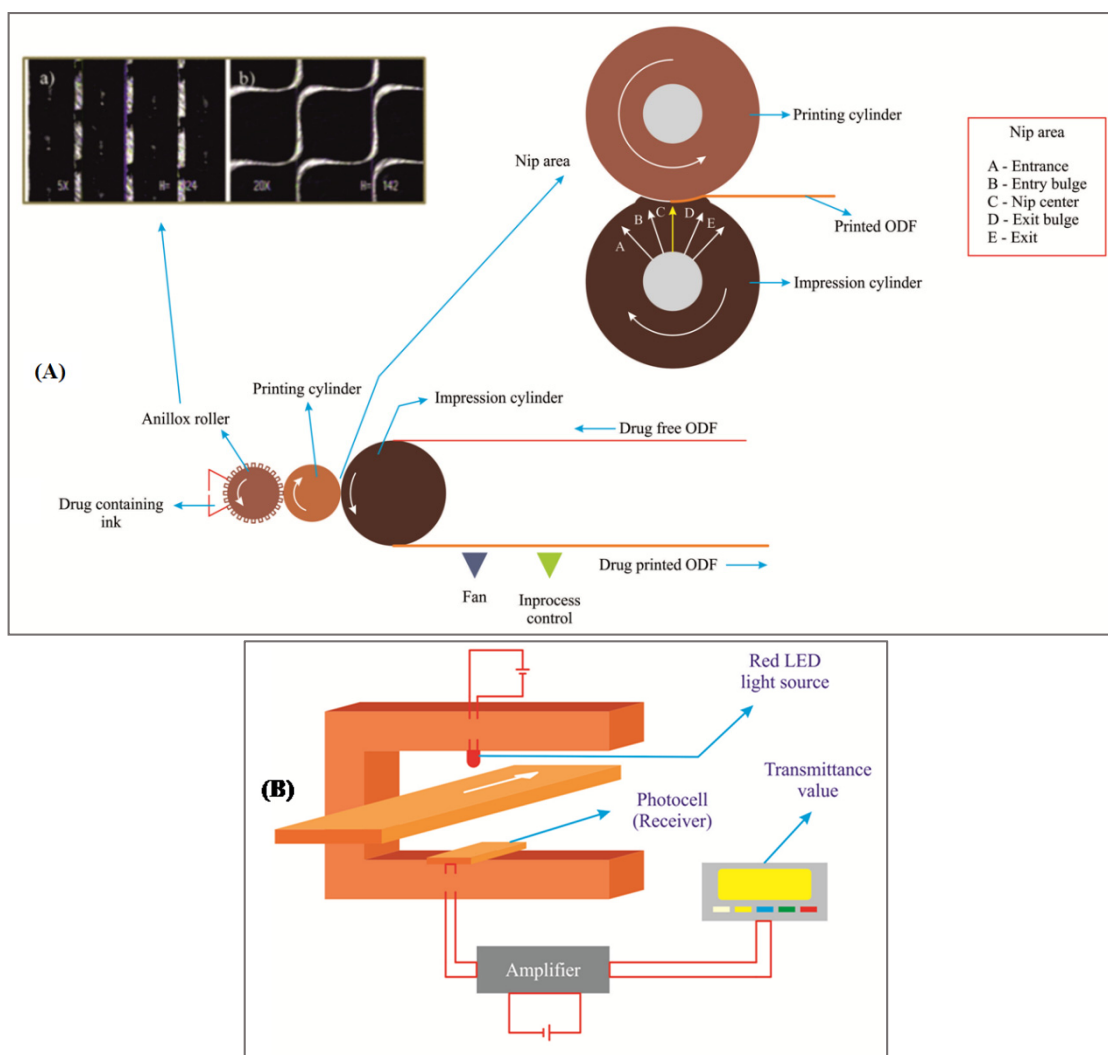 a)
b)
5X
H=
324
20X
H=
142
Nip area
Printing cylinder
Nip area
A - Entrance
B - Entry bulge
C - Nip center
D - Exit bulge
E - Exit
A
B
C
D
E
Printed ODF
Impression cylinder
(A)
Printing cylinder
Impression cylinder
Anillox roller
Drug free ODF
Drug containing
ink
Drug printed ODF
Fan
Inprocess
control
(B)
Red LED
light source
Transmittance
value
Photocell
(Receiver)
Amplifier